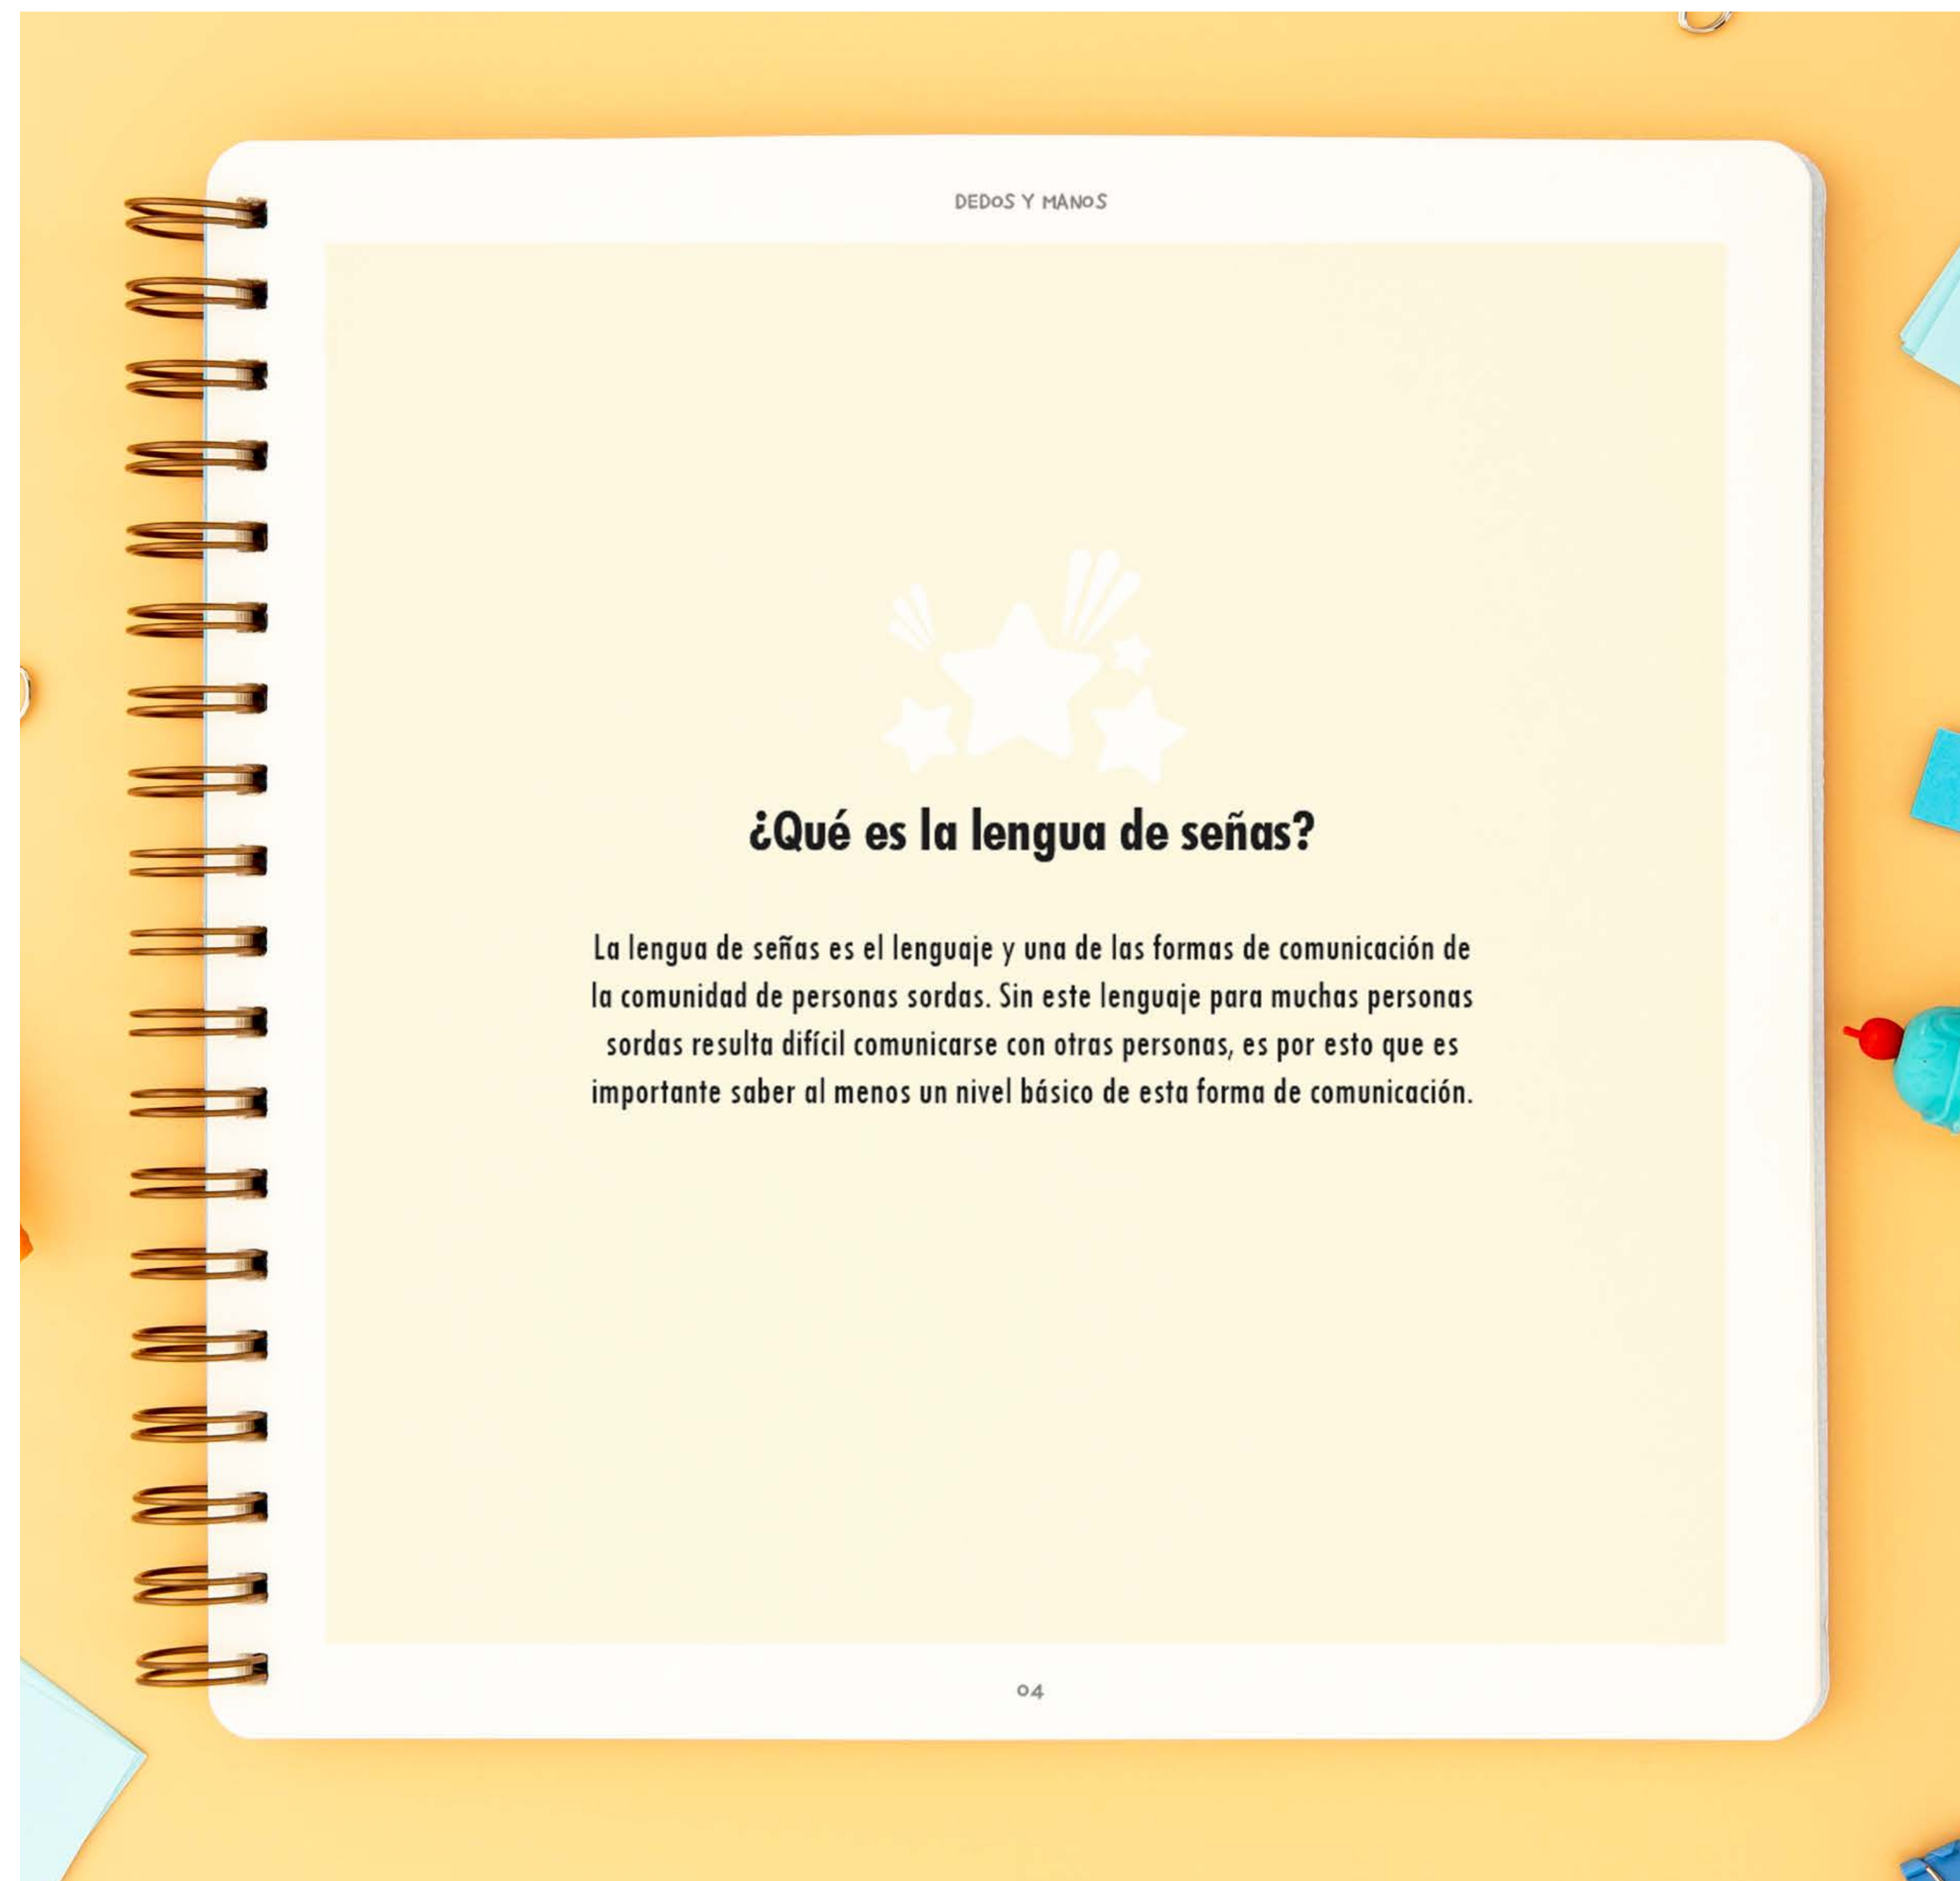 DEDOS Y MANOS
¿Qué es la lengua de señas?
La lengua de señas es el lenguaje y una de las formas de comunicación de
la comunidad de personas sordas. Sin este lenguaje para muchas personas
sordas resulta difícil comunicarse con otras personas, es por esto que es
importante saber al menos un nivel básico de esta forma de comunicación.
04